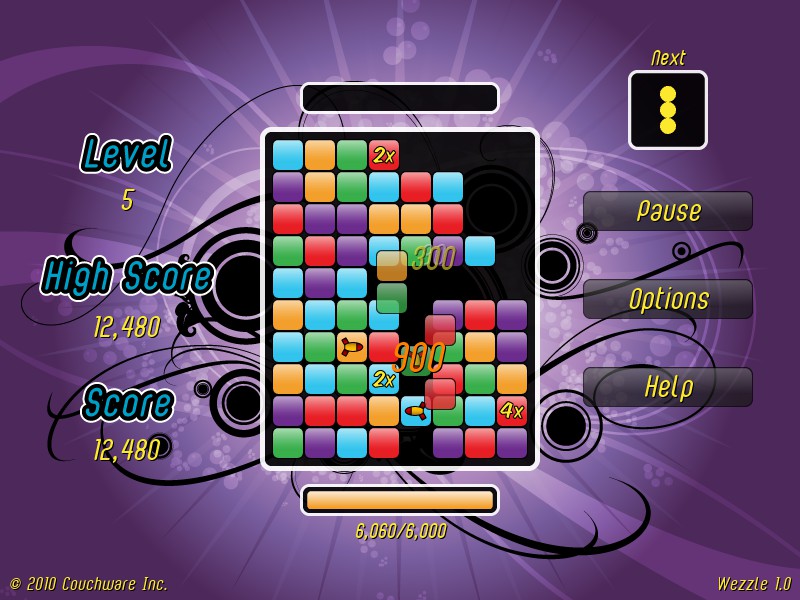 Next
Level
5
High Score
12,480
Score
12,480
2x
800
900
2x
4x
Pause
Options
Help
6,060/6,000
© 2010 Couchware Inc.
Wezzle 1.0